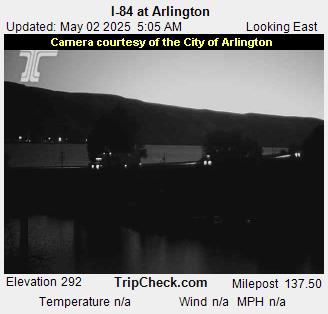 I-84 at Arlington
Updated: May 02 2025 5:05 AM Looking East
Camera courtesy of the City of Arlington
Elevation 292 TripCheck.com Milepost 137.50
Temperature n/a Wind n/a MPH n/a